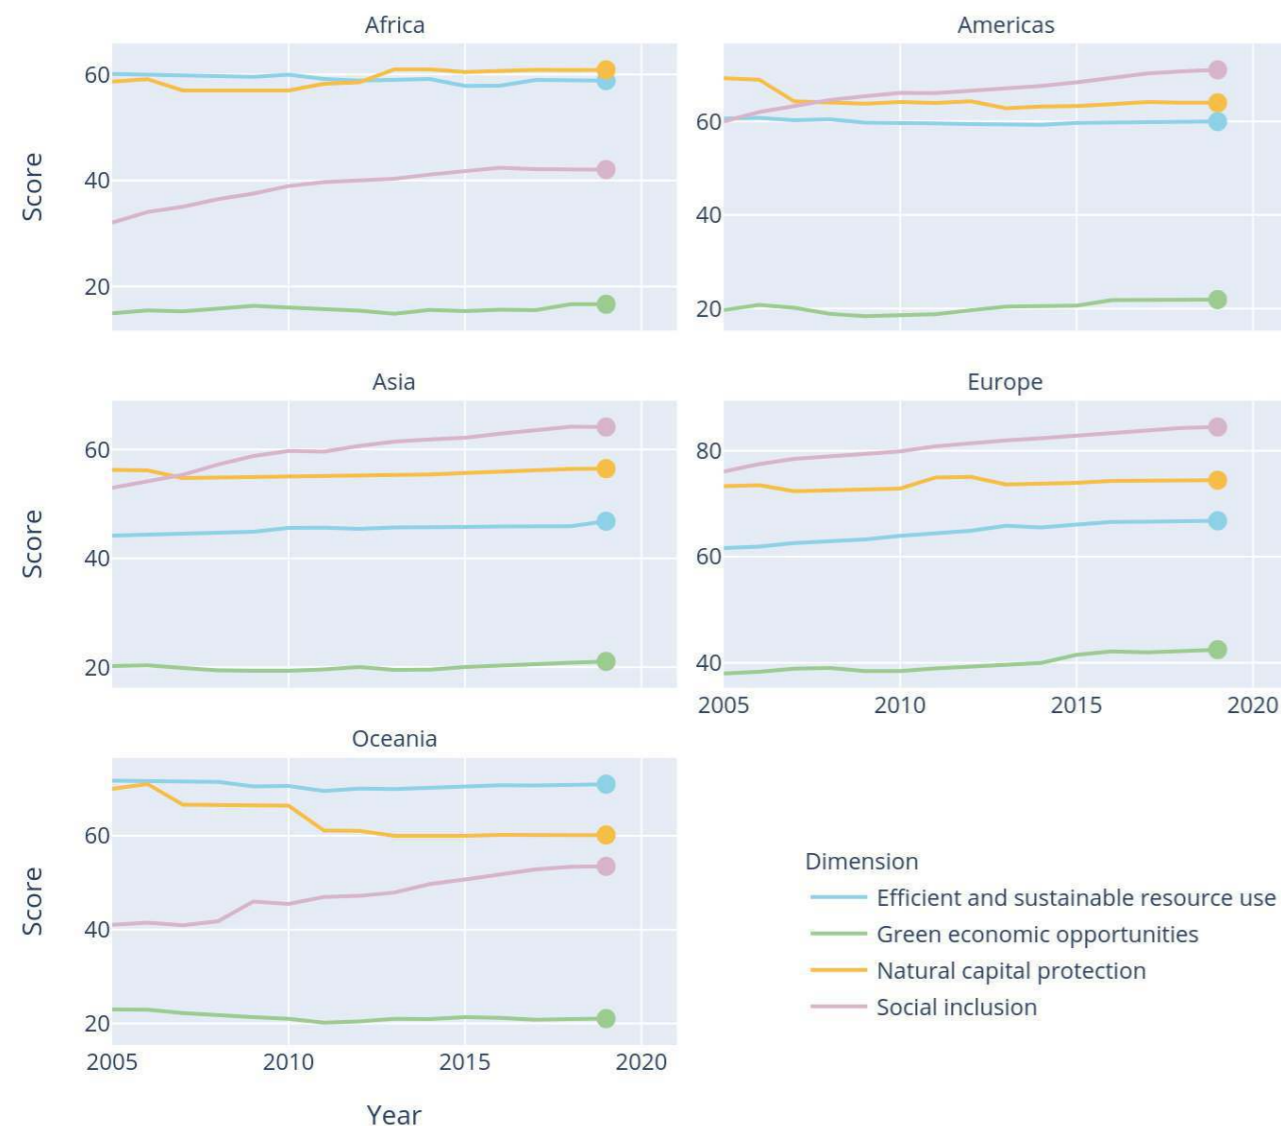 Africa
Americas
Score
60
40
20
60
40
20
Asia
Europe
Score
60
40
20
80
60
40
2005 2010 2015 2020
Oceania
Score
60
40
20
2005 2010 2015 2020
Year
Dimension
Efficient and sustainable resource use
Green economic opportunities
Natural capital protection
Social inclusion